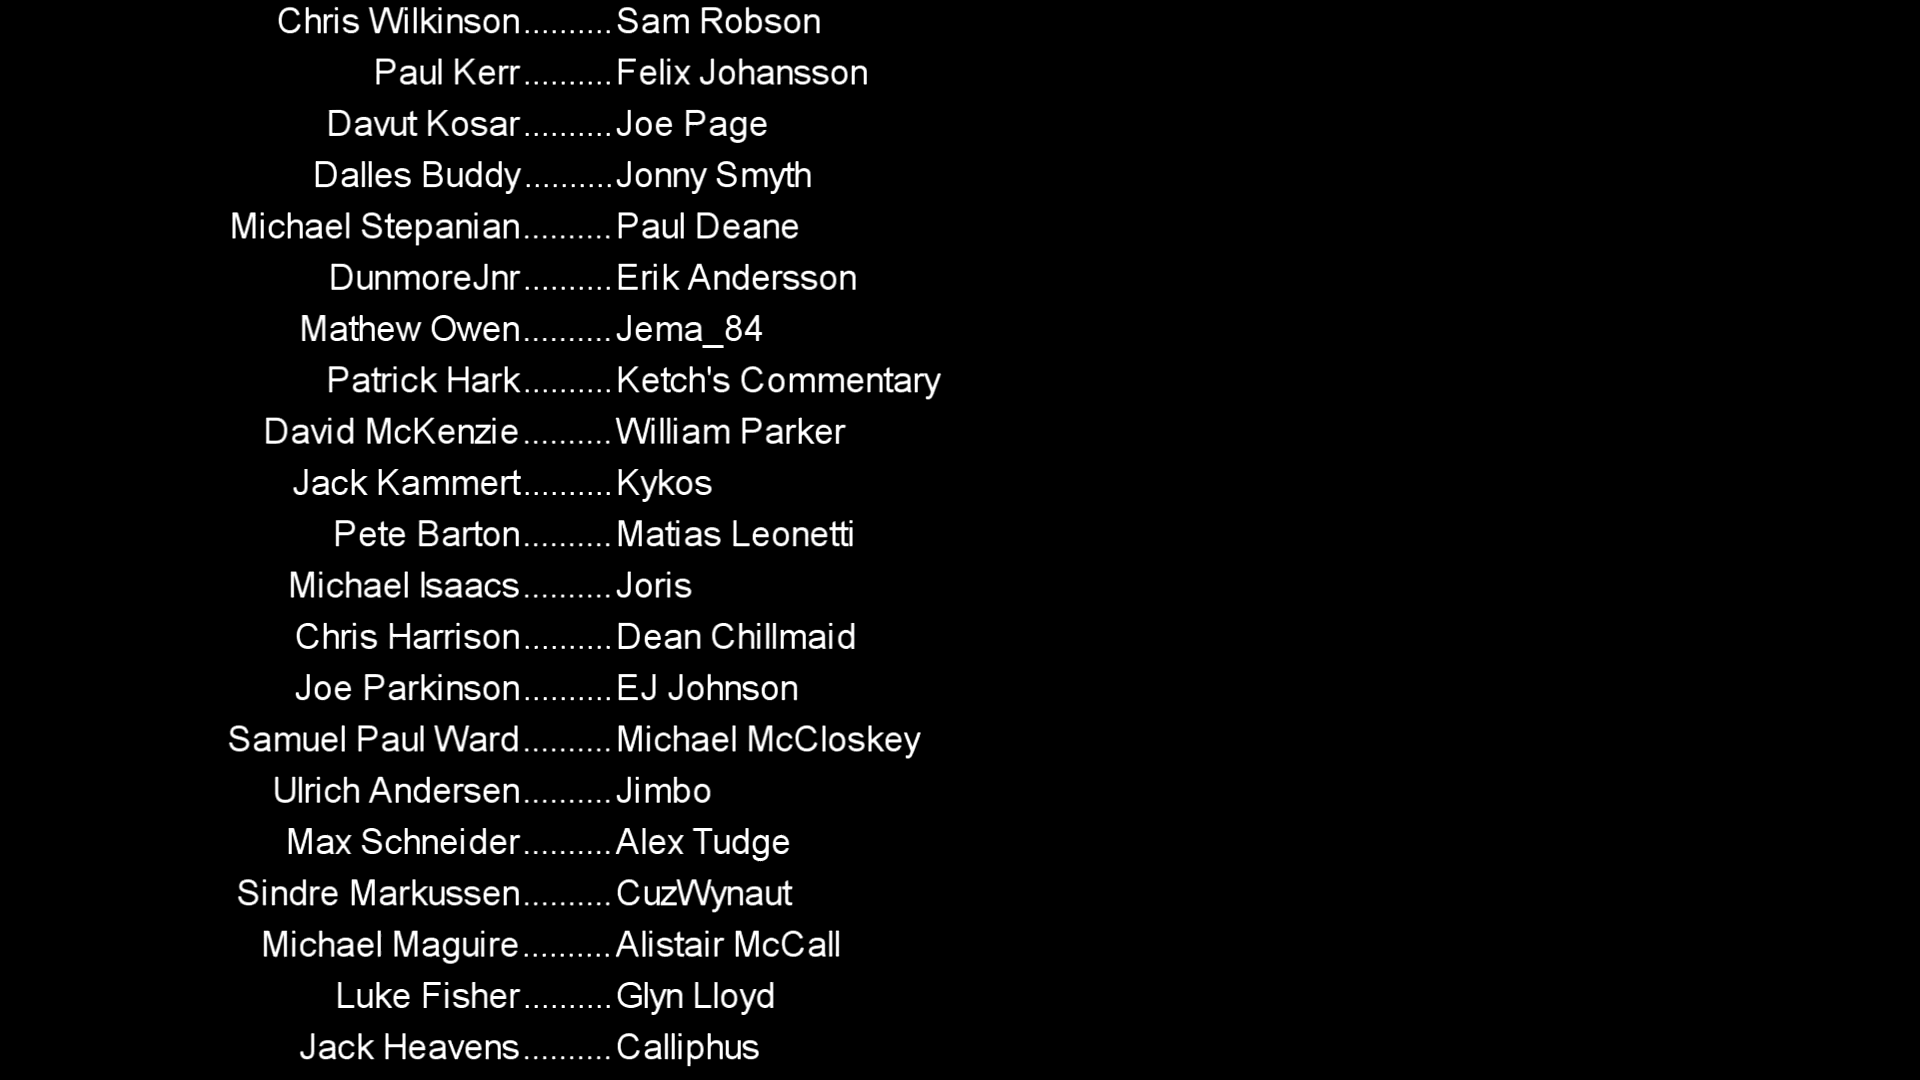 Chris Wilkinson..........Sam Robson
Paul Kerr..........Felix Johansson
Davut Kosar..........Joe Page
Dalles Buddy..........Jonny Smyth
Michael Stepanian..........Paul Deane
DunmoreJnr..........Erik Andersson
Mathew Owen..........Jema_84
Patrick Hark..........Ketch's Commentary
David McKenzie..........William Parker
Jack Kammert..........Kykos
Pete Barton..........Matias Leonetti
Michael Isaacs..........Joris
Chris Harrison..........Dean Chillmaid
Joe Parkinson..........EJ Johnson
Samuel Paul Ward..........Michael McCloskey
Ulrich Andersen..........Jimbo
Max Schneider..........Alex Tudge
Sindre Markussen..........CuzWynaut
Michael Maguire..........Alistair McCall
Luke Fisher..........Glyn Lloyd
Jack Heavens..........Calliphus